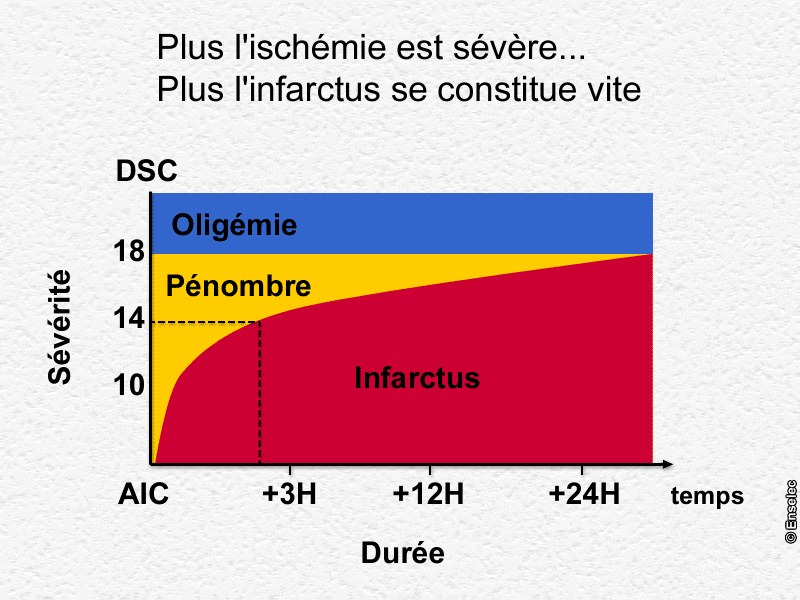 Plus l'ischémie est sévère...
Plus l'infarctus se constitue vite
DSC
Oligémie
18
Pénombre
14
Sévérité
10
Infarctus
AIC
+3H
+12H
+24H
temps
Durée
© Enselec